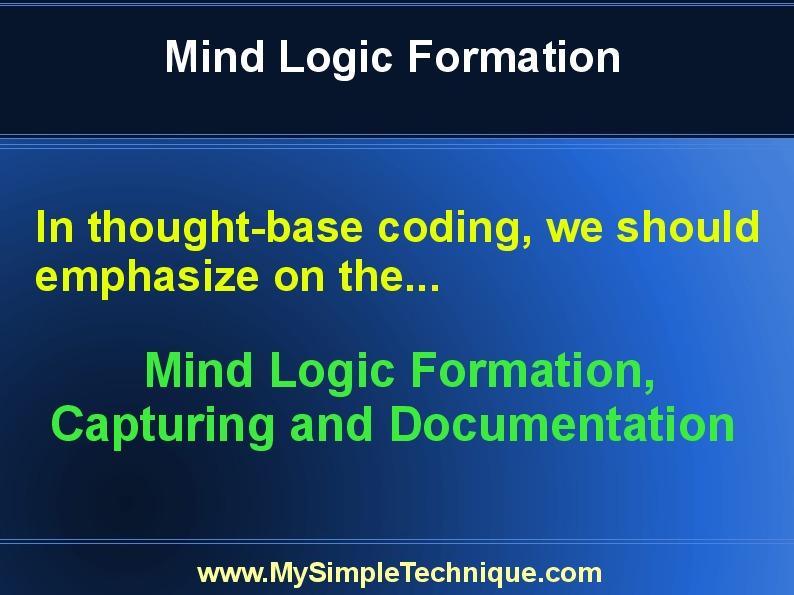 Mind Logic Formation
In thought-base coding, we should
emphasize on the...
Mind Logic Formation,
Capturing and Documentation
www.MySimpleTechnique.com